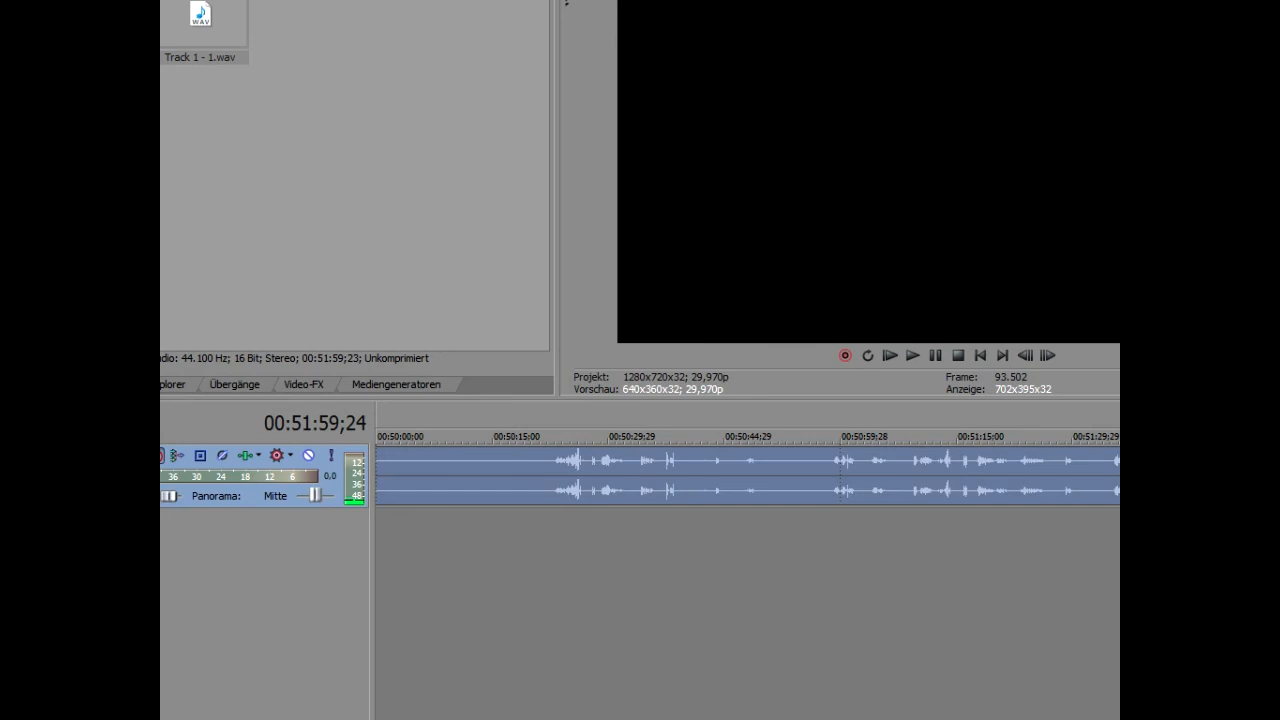 WAV
Track 1 - 1.wav
dio: 44.100 Hz; 16 Bit; Stereo; 00:51:59;23; Unkomprimiert
plorer Übergänge Video-FX Mediengeneratoren
Projekt: 1280x720x32; 29,970p Frame: 93.502
Vorschau: 640x360x32; 29,970p Anzeige: 702x395x32
00:51:59;24
00:50:00;00 00:50:15;00 00:50:29;29 00:50:44;29 00:50:59;28 00:51:15;00 00:51:29;29
36 30 24 18 12 6 0,0
Panorama: Mitte
12
24
36
48